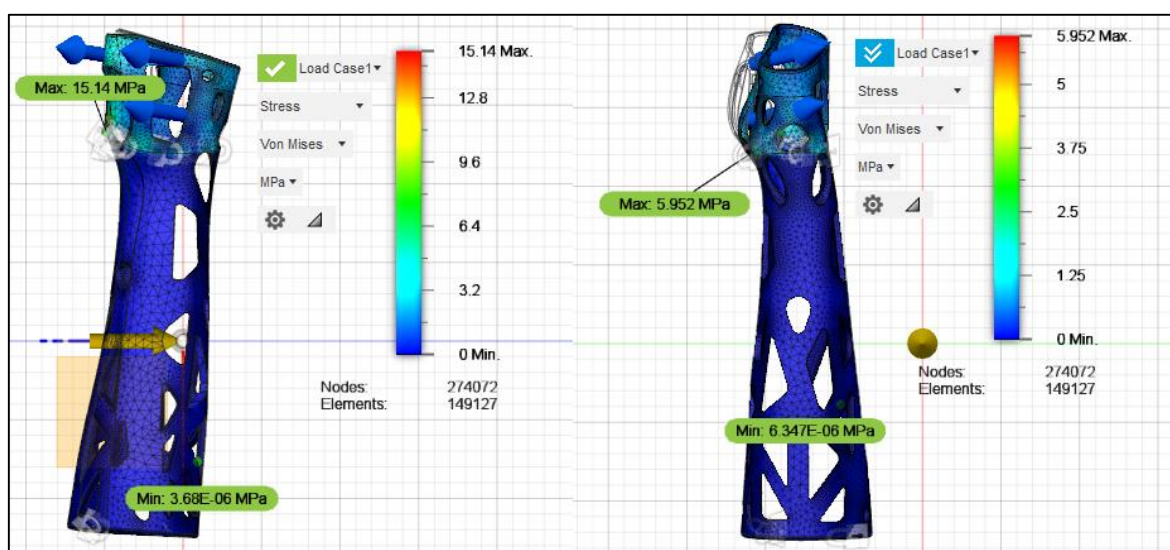 15.14 Max.
Load Case1
Max: 15.14 MPa
12.8
Stress
9.6
Von Mises
MPa
6.4
3.2
0 Min.
Nodes: 274072
Elements: 149127
Min: 3.68E-06 MPa
5.952 Max.
Load Case1
5
Stress
3.75
Von Mises
MPa
Max: 5.952 MPa
2.5
1.25
0 Min.
Nodes: 274072
Elements: 149127
Min: 6.347E-06 MPa